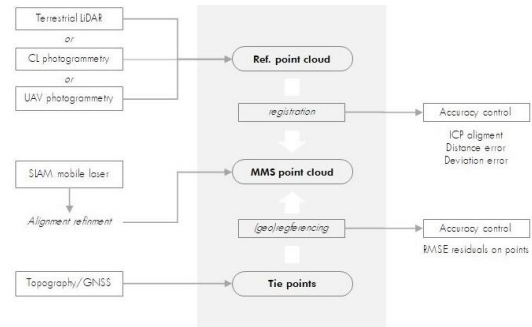 Terrestrial LiDAR
or
CL photogrammetry
or
UAV photogrammetry
Ref. point cloud
registration
Accuracy control
ICP aligment
Distance error
Deviation error
SLAM mobile laser
MMS point cloud
Alignment refinment
(geo)regferencing
Accuracy control
RMSE residuals on points
Topography/GNSS
Tie points